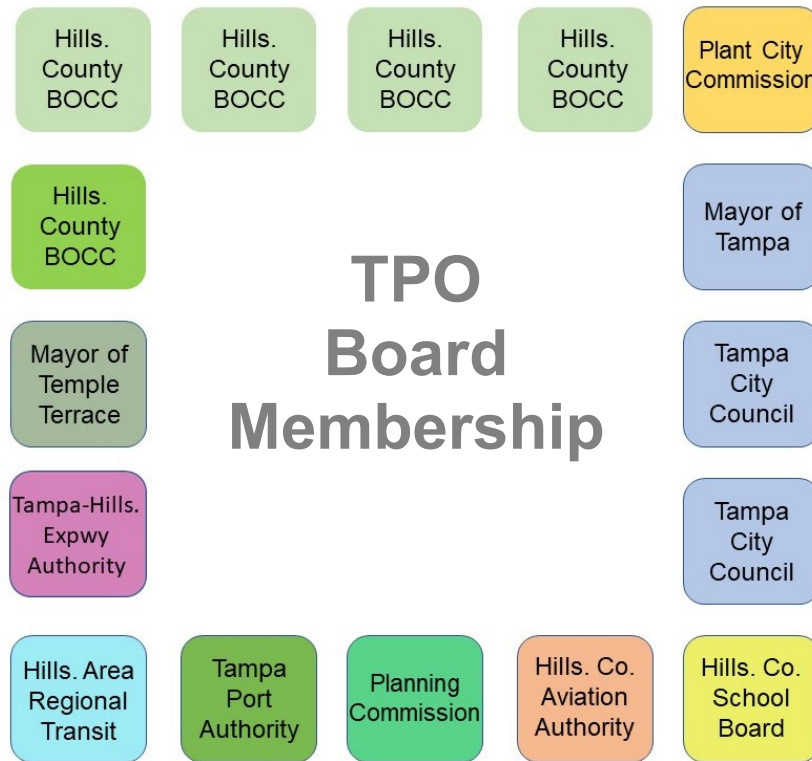 Hills.
County
BOCC
Hills.
County
BOCC
Hills.
County
BOCC
Hills.
County
BOCC
Plant City
Commission
Hills.
County
BOCC
Mayor of
Tampa
TPO
Board
Membership
Mayor of
Temple
Terrace
Tampa
City
Council
Tampa-Hills.
Expwy
Authority
Tampa
City
Council
Hills. Area
Regional
Transit
Tampa
Port
Authority
Planning
Commission
Hills. Co.
Aviation
Authority
Hills. Co.
School
Board